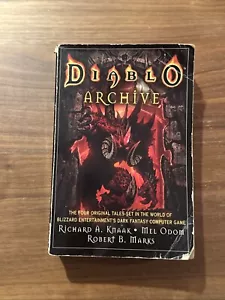 DIABLO
ARCHIVE
THE FOUR ORIGINAL TALES SET IN THE WORLD OF
BLIZZARD ENTERTAINMENT'S DARK FANTASY COMPUTER GAME
RICHARD A. KNAAK • MEL ODOM
ROBERT B. MARKS